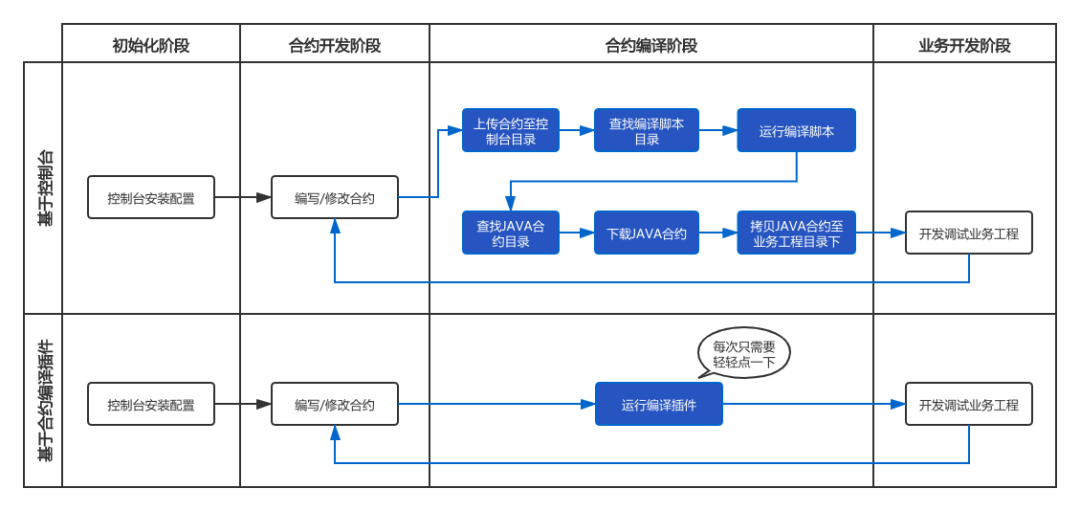 初始化阶段
合约开发阶段
合约编译阶段
业务开发阶段
基于控制台
控制台安装配置
编写/修改合约
上传合约至控
制台目录
查找编译脚本
目录
运行编译脚本
查找JAVA合
约目录
下载JAVA合约
拷贝JAVA合约至
业务工程目录下
开发调试业务工程
基于合约编译插件
控制台安装配置
编写/修改合约
每次只需要
轻轻点一下
运行编译插件
开发调试业务工程